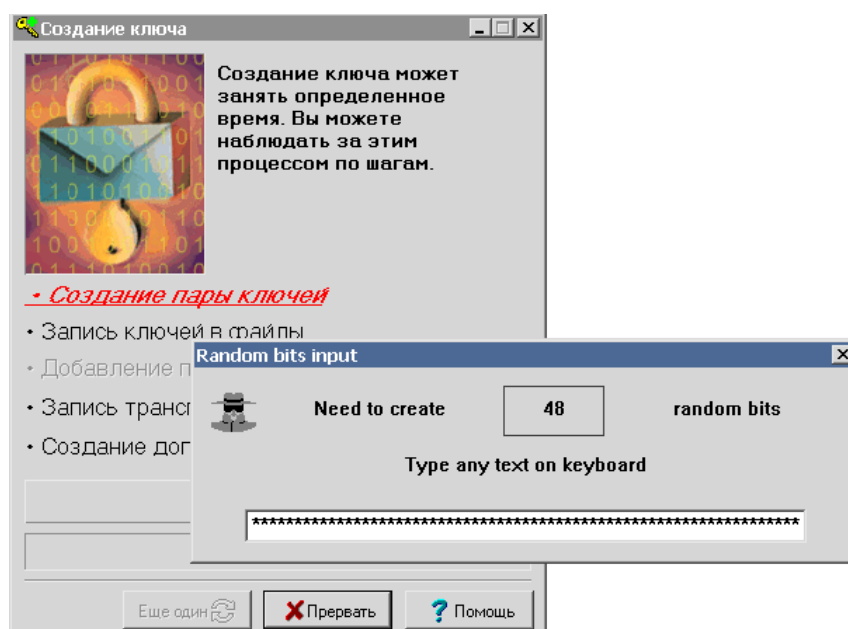 Создание ключа
Создание ключа может
занять определенное
время. Вы можете
наблюдать за этим
процессом по шагам.
• Создание пары ключей
• Запись ключей в файлы
• Добавление п
• Запись трансп
• Создание дог
Random bits input
Need to create 48 random bits
Type any text on keyboard
*****************************************************************
Еще один Прервать ? Помощь